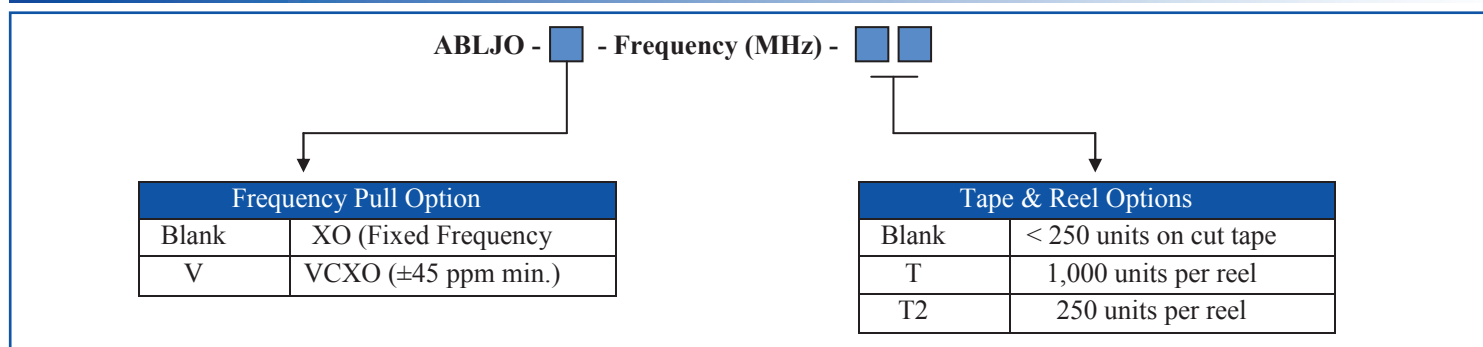 ABLJO - - Frequency (MHz) -
Frequency Pull Option
Blank XO (Fixed Frequency
V VCXO (±45 ppm min.)
Tape & Reel Options
Blank < 250 units on cut tape
T 1,000 units per reel
T2 250 units per reel